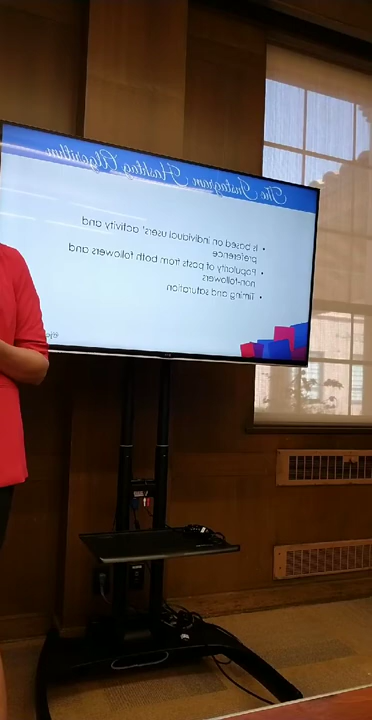 The Instagram Hashtag Algorithm
• Is based on individual users' activity and
preference
• Popularity of posts from both followers and
non-followers
• Timing and saturation